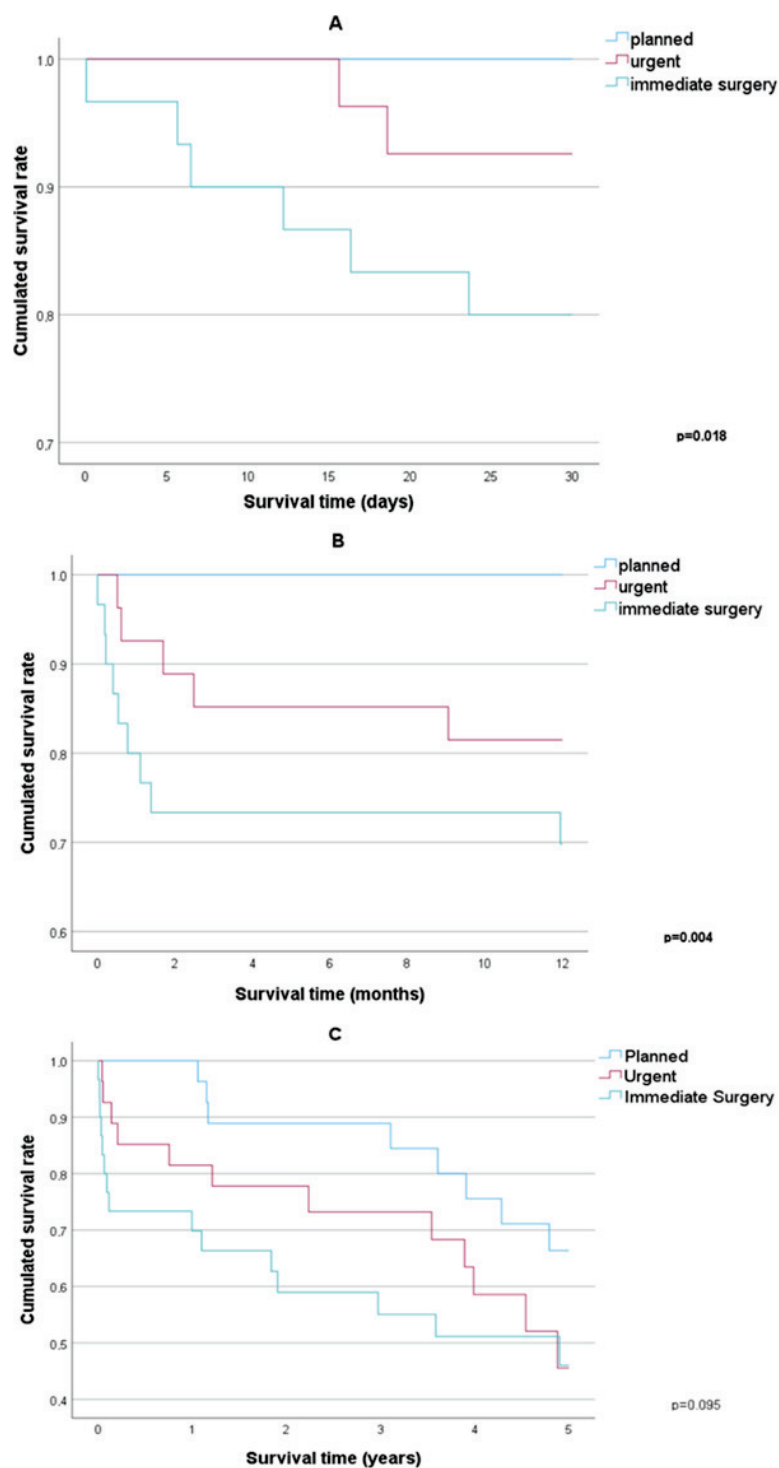 A
planned
urgent
immediate surgery
1.0
0.9
0.8
0.7
Cumulated survival rate
0 5 10 15 20 25 30
Survival time (days)
p=0.018
B
planned
urgent
immediate surgery
1.0
0.9
0.8
0.7
0.6
Cumulated survival rate
0 2 4 6 8 10 12
Survival time (months)
p=0.004
C
Planned
Urgent
Immediate Surgery
1.0
0.9
0.8
0.7
0.6
0.5
0.4
Cumulated survival rate
0 1 2 3 4 5
Survival time (years)
p=0.095